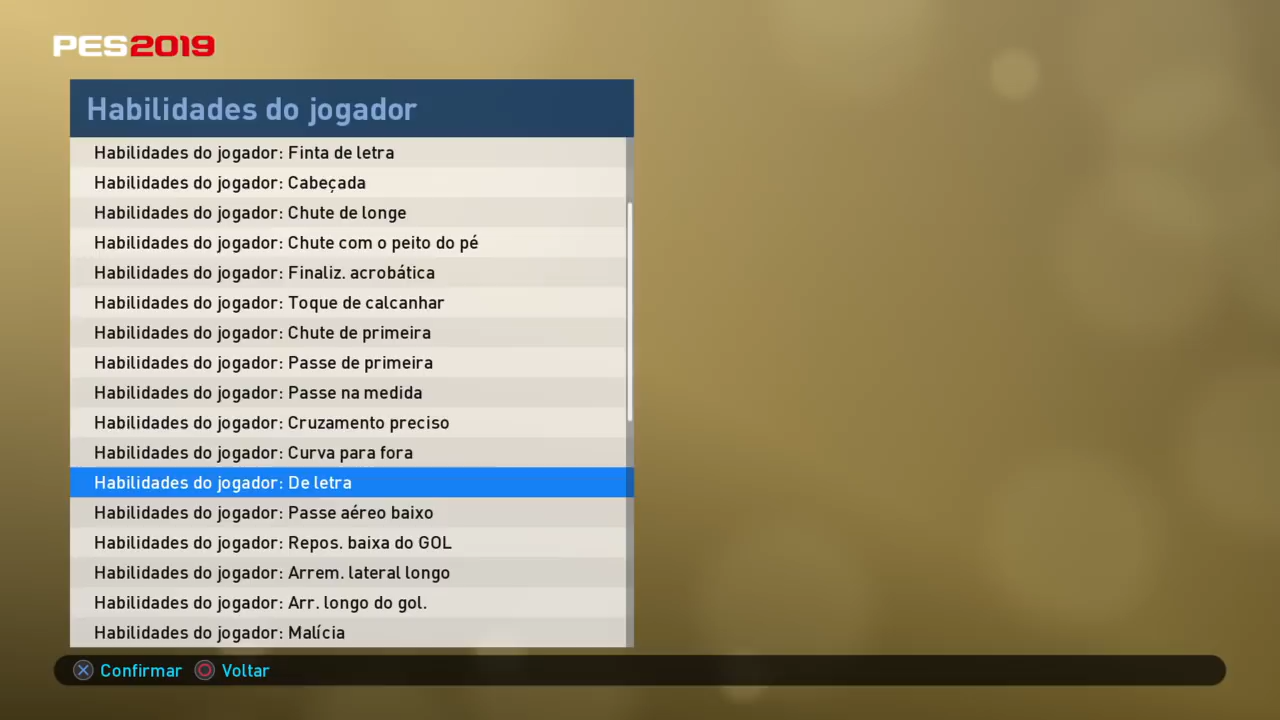 PES2019
Habilidades do jogador
Habilidades do jogador: Finta de letra
Habilidades do jogador: Cabeçada
Habilidades do jogador: Chute de longe
Habilidades do jogador: Chute com o peito do pé
Habilidades do jogador: Finaliz. acrobática
Habilidades do jogador: Toque de calcanhar
Habilidades do jogador: Chute de primeira
Habilidades do jogador: Passe de primeira
Habilidades do jogador: Passe na medida
Habilidades do jogador: Cruzamento preciso
Habilidades do jogador: Curva para fora
Habilidades do jogador: De letra
Habilidades do jogador: Passe aéreo baixo
Habilidades do jogador: Repos. baixa do GOL
Habilidades do jogador: Arrem. lateral longo
Habilidades do jogador: Arr. longo do gol.
Habilidades do jogador: Malícia
Confirmar Voltar